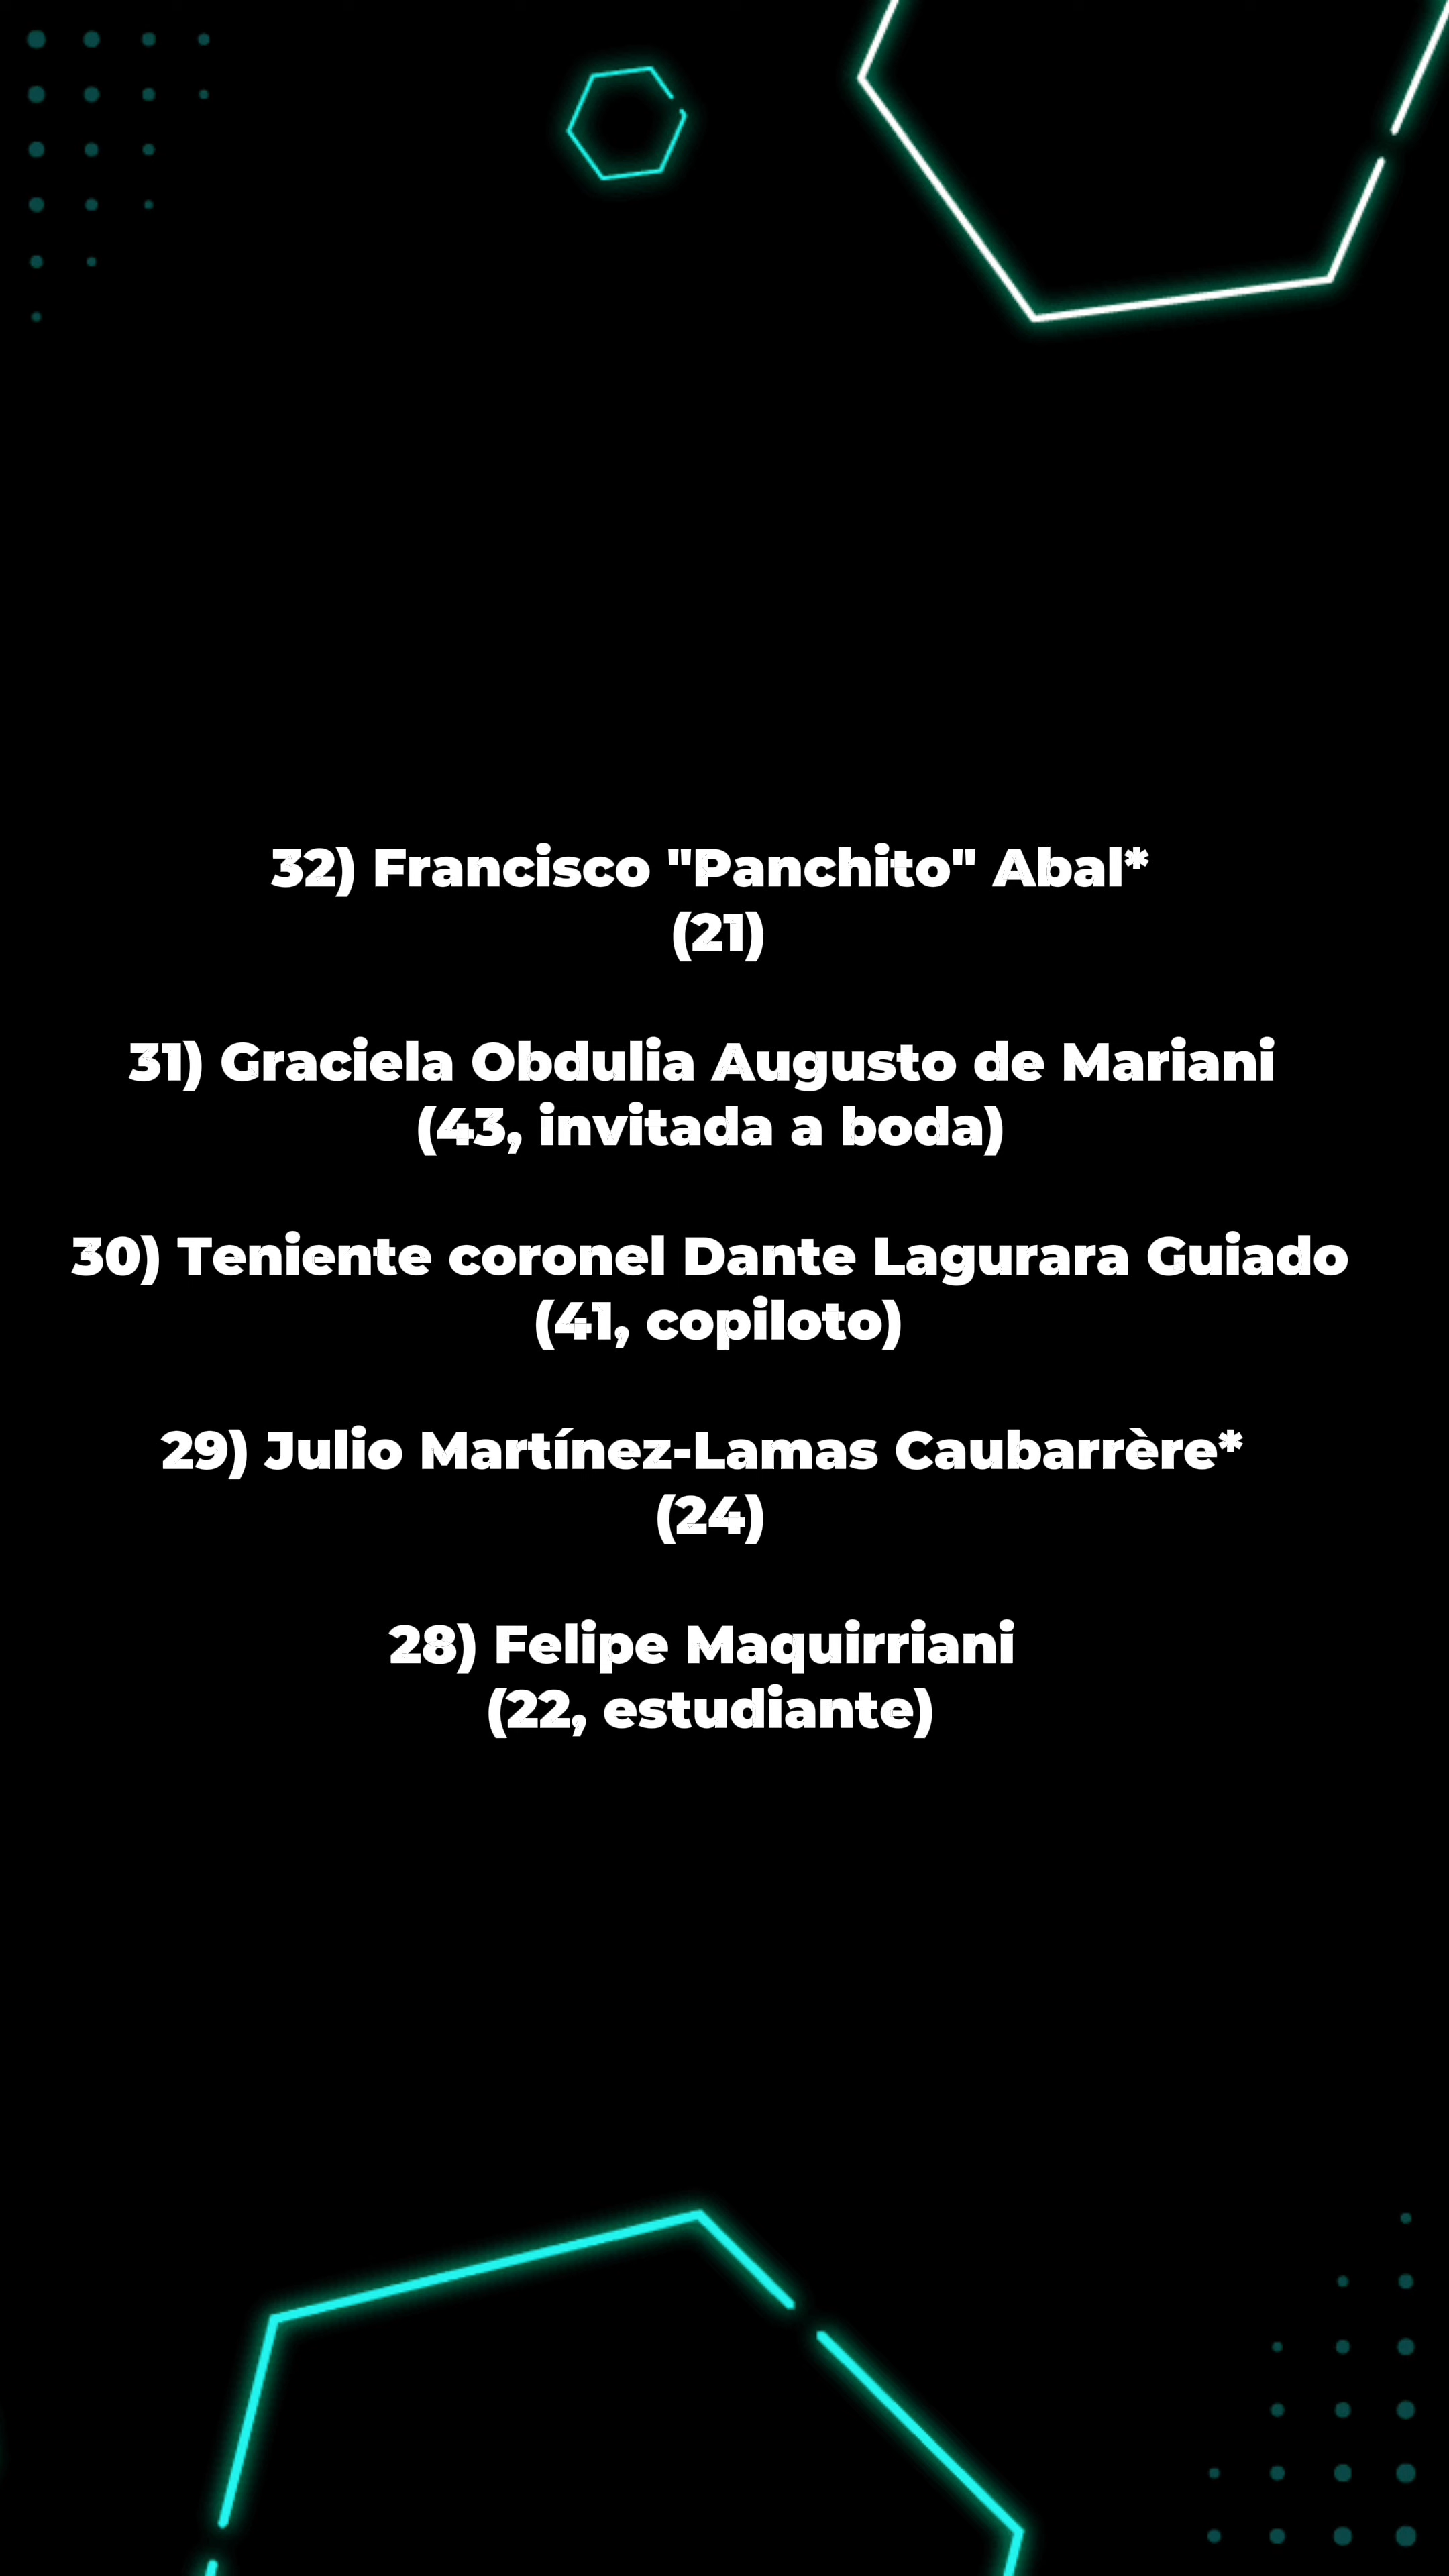 32) Francisco "Panchito" Abal*
(21)
31) Graciela Obdulia Augusto de Mariani
(43, invitada a boda)
30) Teniente coronel Dante Lagurara Guiado
(41, copiloto)
29) Julio Martínez-Lamas Caubarrère*
(24)
28) Felipe Maquirriani
(22, estudiante)